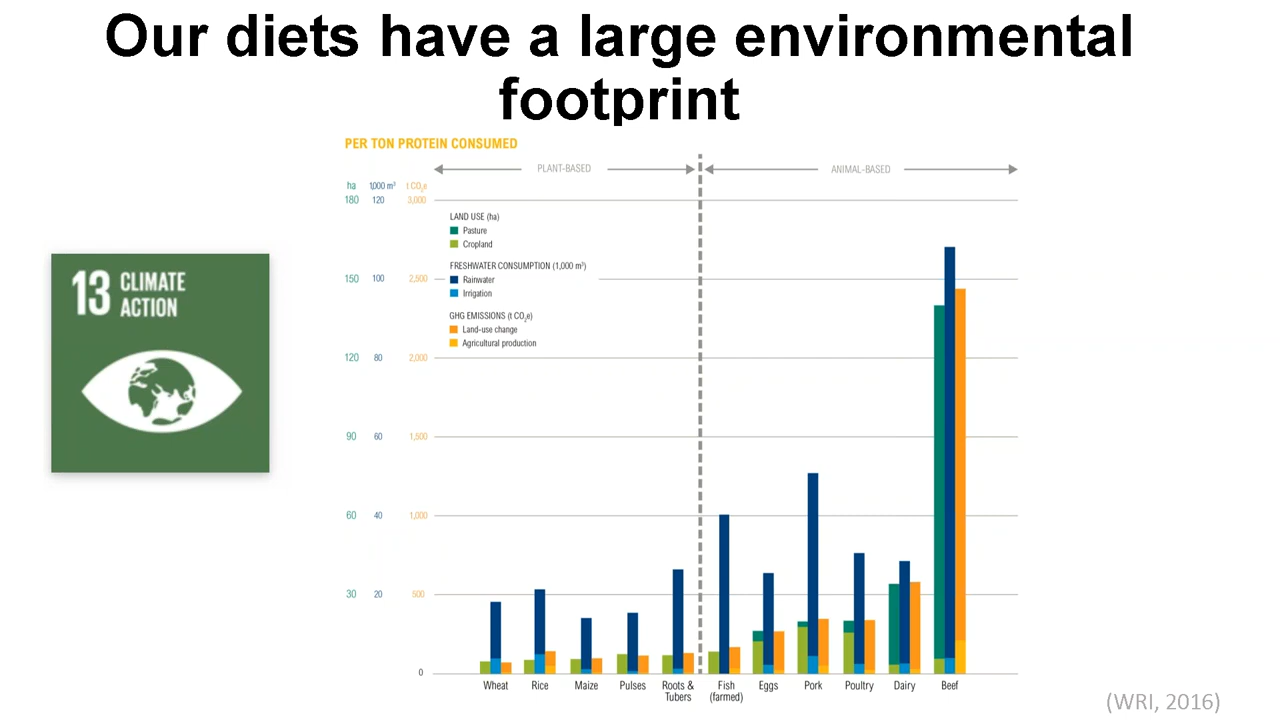 Our diets have a large environmental
footprint
PER TON PROTEIN CONSUMED
PLANT-BASED
ANIMAL-BASED
ha 1,000 m³ t CO₂e
180 120 3,000
LAND USE (ha)
Pasture
Cropland
FRESHWATER CONSUMPTION (1,000 m³)
150 100 2,500
Rainwater
Irrigation
GHG EMISSIONS (t CO₂e)
Land-use change
Agricultural production
120 80 2,000
90 60 1,500
60 40 1,000
30 20 500
0
Wheat Rice Maize Pulses Roots & Tubers Fish (farmed) Eggs Pork Poultry Dairy Beef
13 CLIMATE
ACTION
(WRI, 2016)